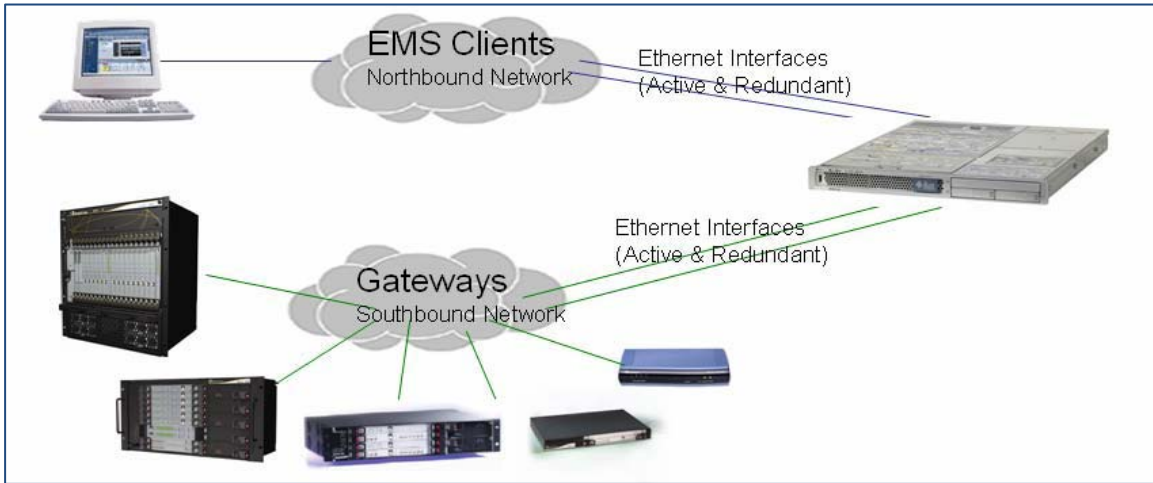 EMS Clients
Northbound Network
Ethernet Interfaces
(Active & Redundant)
Ethernet Interfaces
(Active & Redundant)
Gateways
Southbound Network